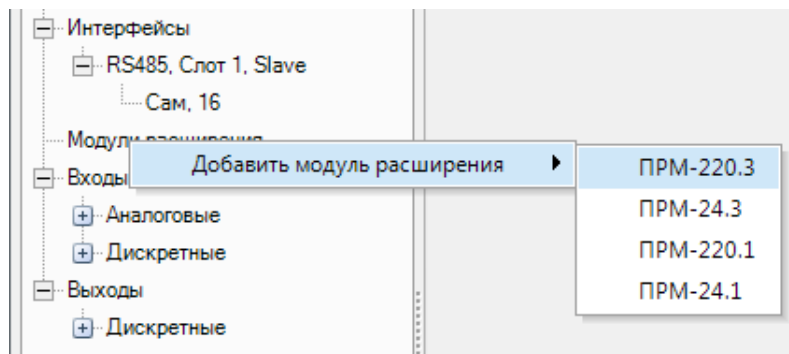 Интерфейсы
RS485, Слот 1, Slave
Сам, 16
Модули расширения
Добавить модуль расширения
ПРМ-220.3
ПРМ-24.3
ПРМ-220.1
ПРМ-24.1
Входы
Аналоговые
Дискретные
Выходы
Дискретные